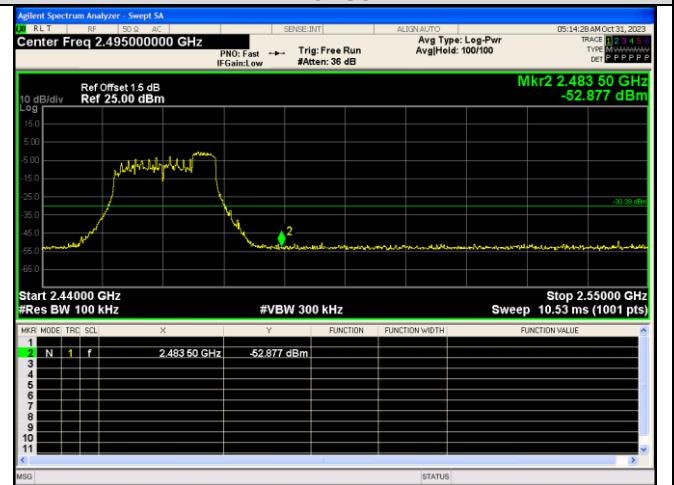 Agilent Spectrum Analyzer - Swept SA
RL T RF 50 Ω AC SENSE:INT ALIGN AUTO 05:14:28 AM Oct 31, 2023
Center Freq 2.495000000 GHz
PNO: Fast
IFGain:Low
Trig: Free Run
#Atten: 36 dB
Avg Type: Log-Pwr
Avg|Hold: 100/100
TRACE 1 2 3 4 5 6
TYPE M
DET P P P P P P
Mkr2 2.483 50 GHz
-52.877 dBm
Ref Offset 1.5 dB
10 dB/div Ref 25.00 dBm
Log
15.0
5.00
-5.00
-15.0
-25.0
-30.39 dBm
-35.0
-45.0
2
-55.0
-65.0
Start 2.44000 GHz Stop 2.55000 GHz
#Res BW 100 kHz #VBW 300 kHz Sweep 10.53 ms (1001 pts)
MKR MODE TRC SCL X Y FUNCTION FUNCTION WIDTH FUNCTION VALUE
1
2 N 1 f 2.483 50 GHz -52.877 dBm
3
4
5
6
7
8
9
10
11
MSG STATUS